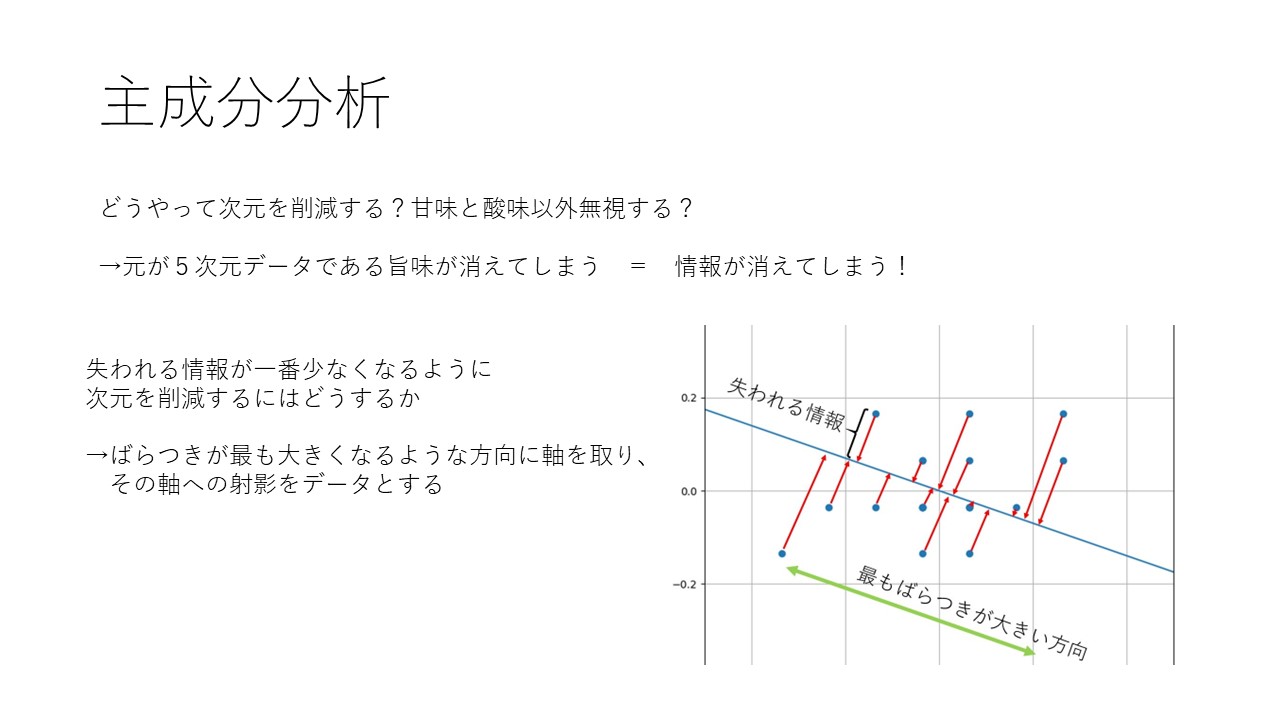 主成分分析
どうやって次元を削減する？甘味と酸味以外無視する？
→元が５次元データである旨味が消えてしまう　＝　情報が消えてしまう！
失われる情報が一番少なくなるように
次元を削減するにはどうするか
→ばらつきが最も大きくなるような方向に軸を取り、
その軸への射影をデータとする
失われる情報
0.2
0.0
−0.2
最もばらつきが大きい方向